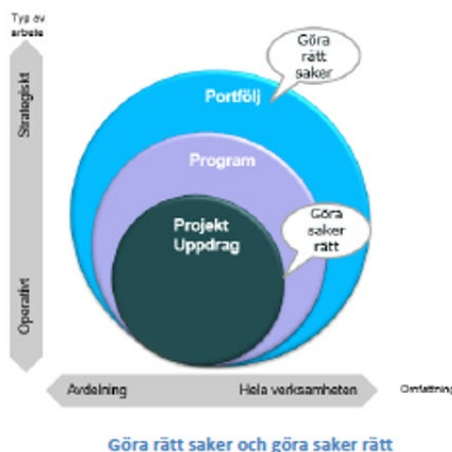 Typ av
arbete
Göra
rätt
saker
Strategiskt
Portfölj
Program
Projekt
Uppdrag
Göra
saker
rätt
Operativt
Avdelning
Hela verksamheten
Omfattning
Göra rätt saker och göra saker rätt